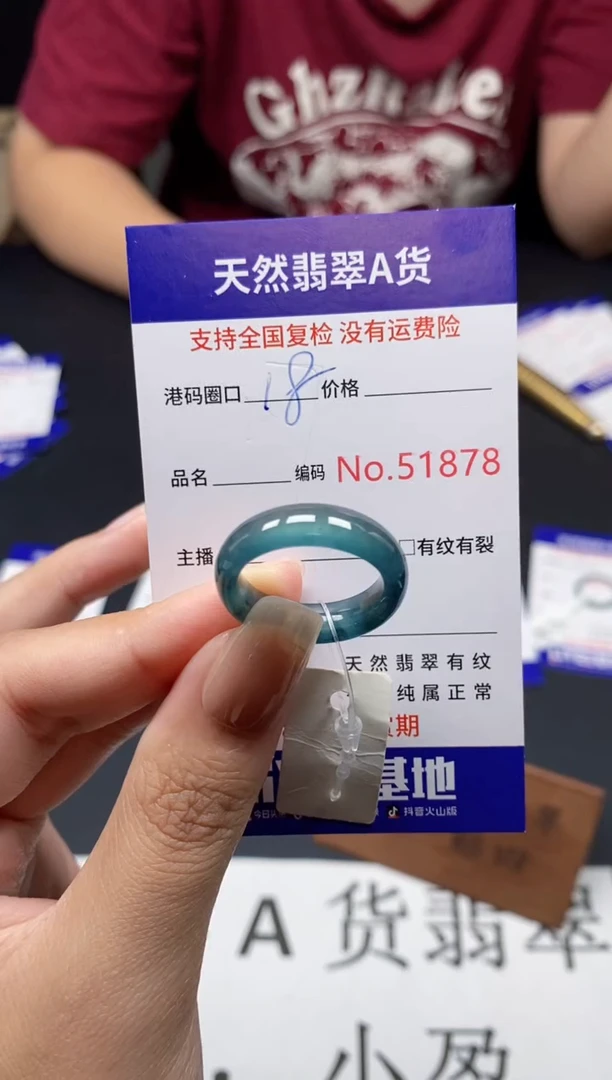 天然翡翠A货
支持全国复检 没有运费险
港码圈口 18 价格
品名 编码 No.51878
主播 □有纹有裂
天然翡翠有纹
纯属正常
期
基地
抖音火山版
A货翡翠
小